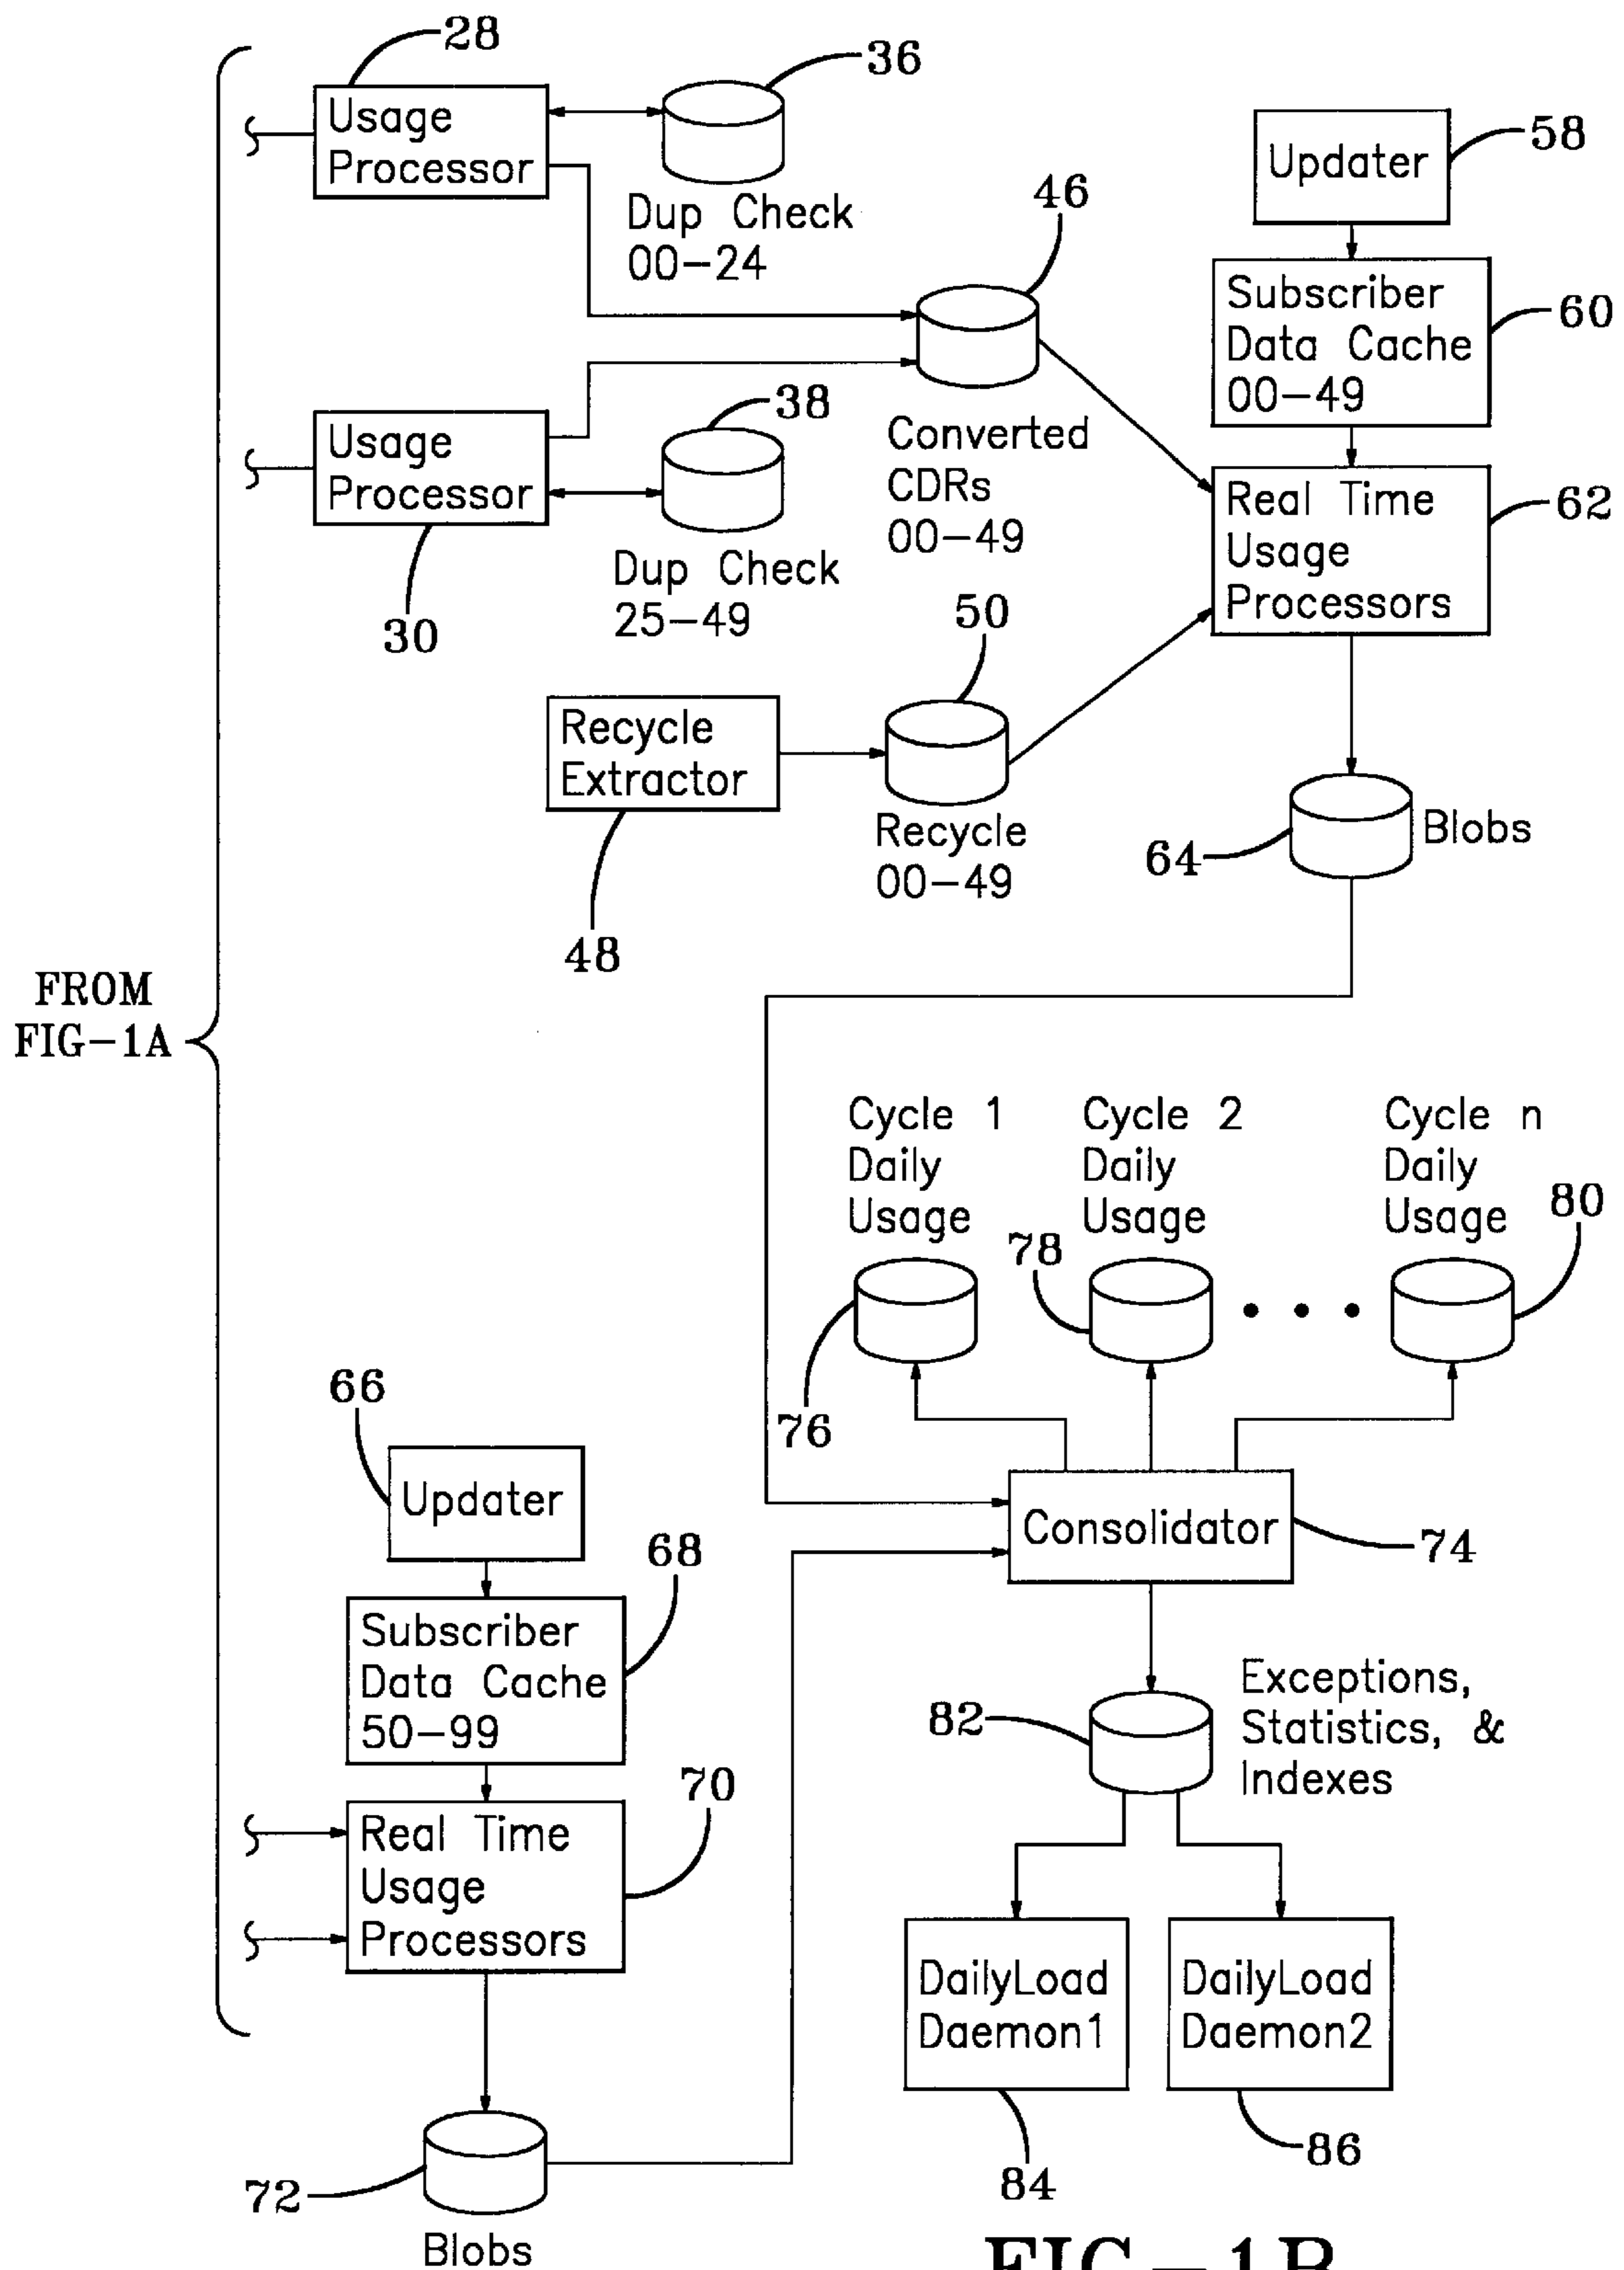 28
36
Usage
Processor
58
Updater
Dup Check
00-24
46
Subscriber
Data Cache
00-49
60
38
Usage
Processor
Converted
CDRs
00-49
Real Time
Usage
Processors
62
Dup Check
25-49
30
50
Recycle
Extractor
Recycle
00-49
Blobs
64
48
FROM
FIG-1A
Cycle 1
Daily
Usage
Cycle 2
Daily
Usage
Cycle n
Daily
Usage
80
78
76
66
Updater
Consolidator
74
68
Subscriber
Data Cache
50-99
Exceptions,
Statistics, &
Indexes
82
70
Real Time
Usage
Processors
DailyLoad
Daemon1
DailyLoad
Daemon2
86
84
72
Blobs
FIG-1B